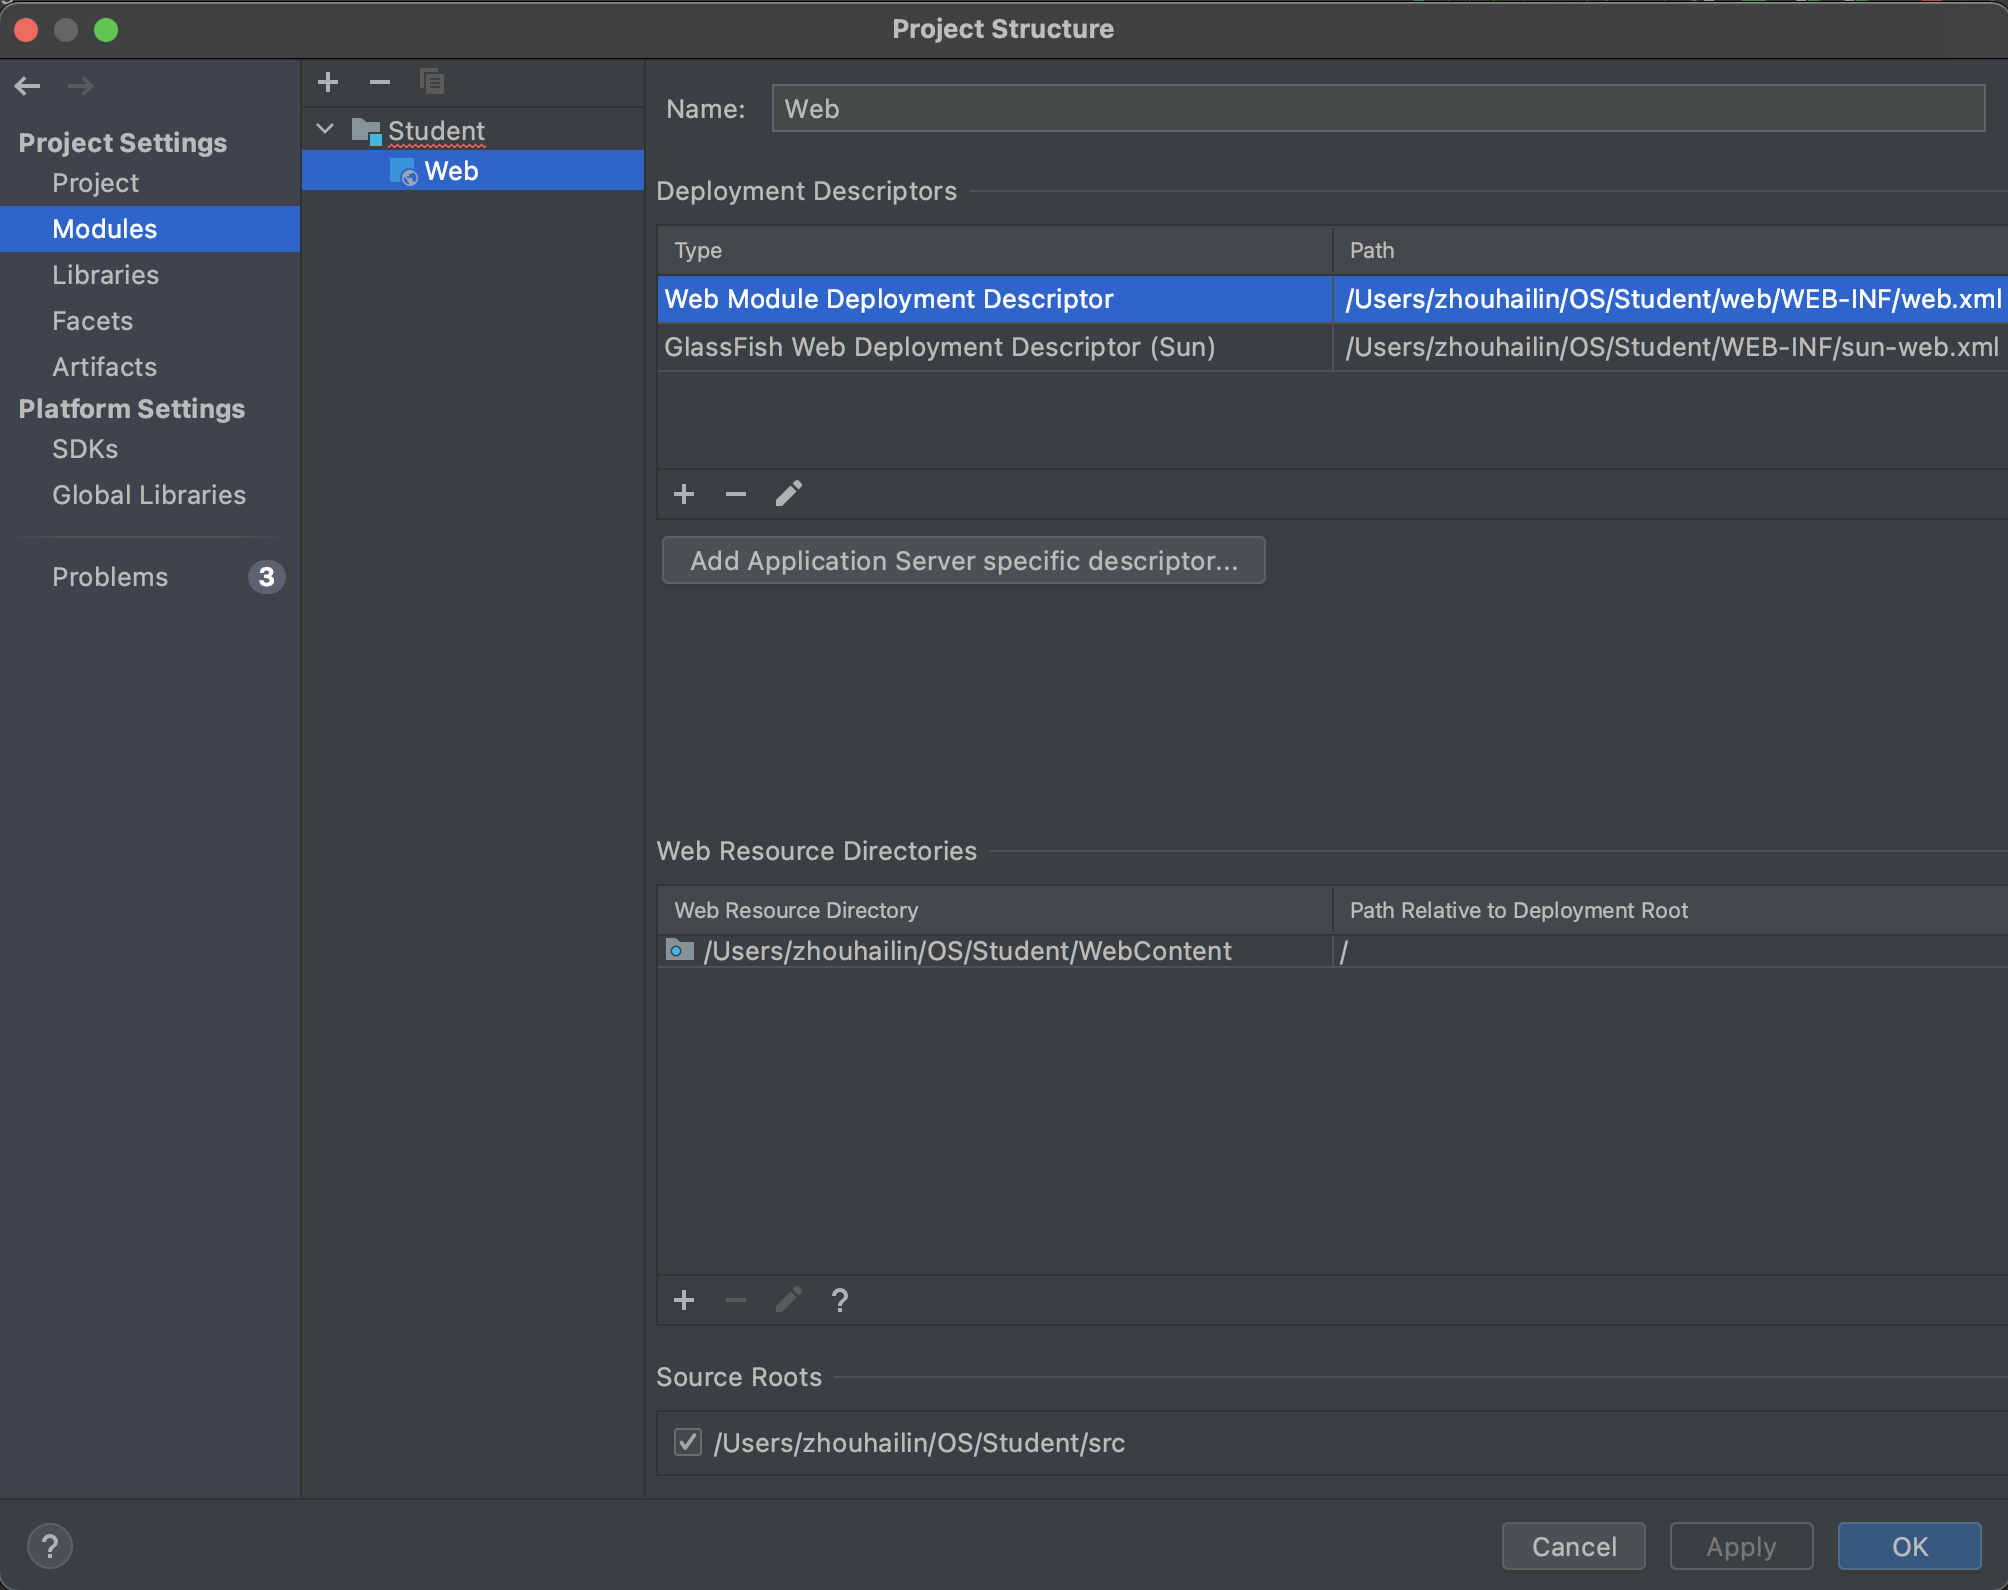 Project Structure
Project Settings
Project
Modules
Libraries
Facets
Artifacts
Platform Settings
SDKs
Global Libraries
Problems 3
Student
Web
Name: Web
Deployment Descriptors
Type Path
Web Module Deployment Descriptor /Users/zhouhailin/OS/Student/web/WEB-INF/web.xml
GlassFish Web Deployment Descriptor (Sun) /Users/zhouhailin/OS/Student/WEB-INF/sun-web.xml
Add Application Server specific descriptor...
Web Resource Directories
Web Resource Directory Path Relative to Deployment Root
/Users/zhouhailin/OS/Student/WebContent /
?
Source Roots
/Users/zhouhailin/OS/Student/src
? Cancel Apply OK